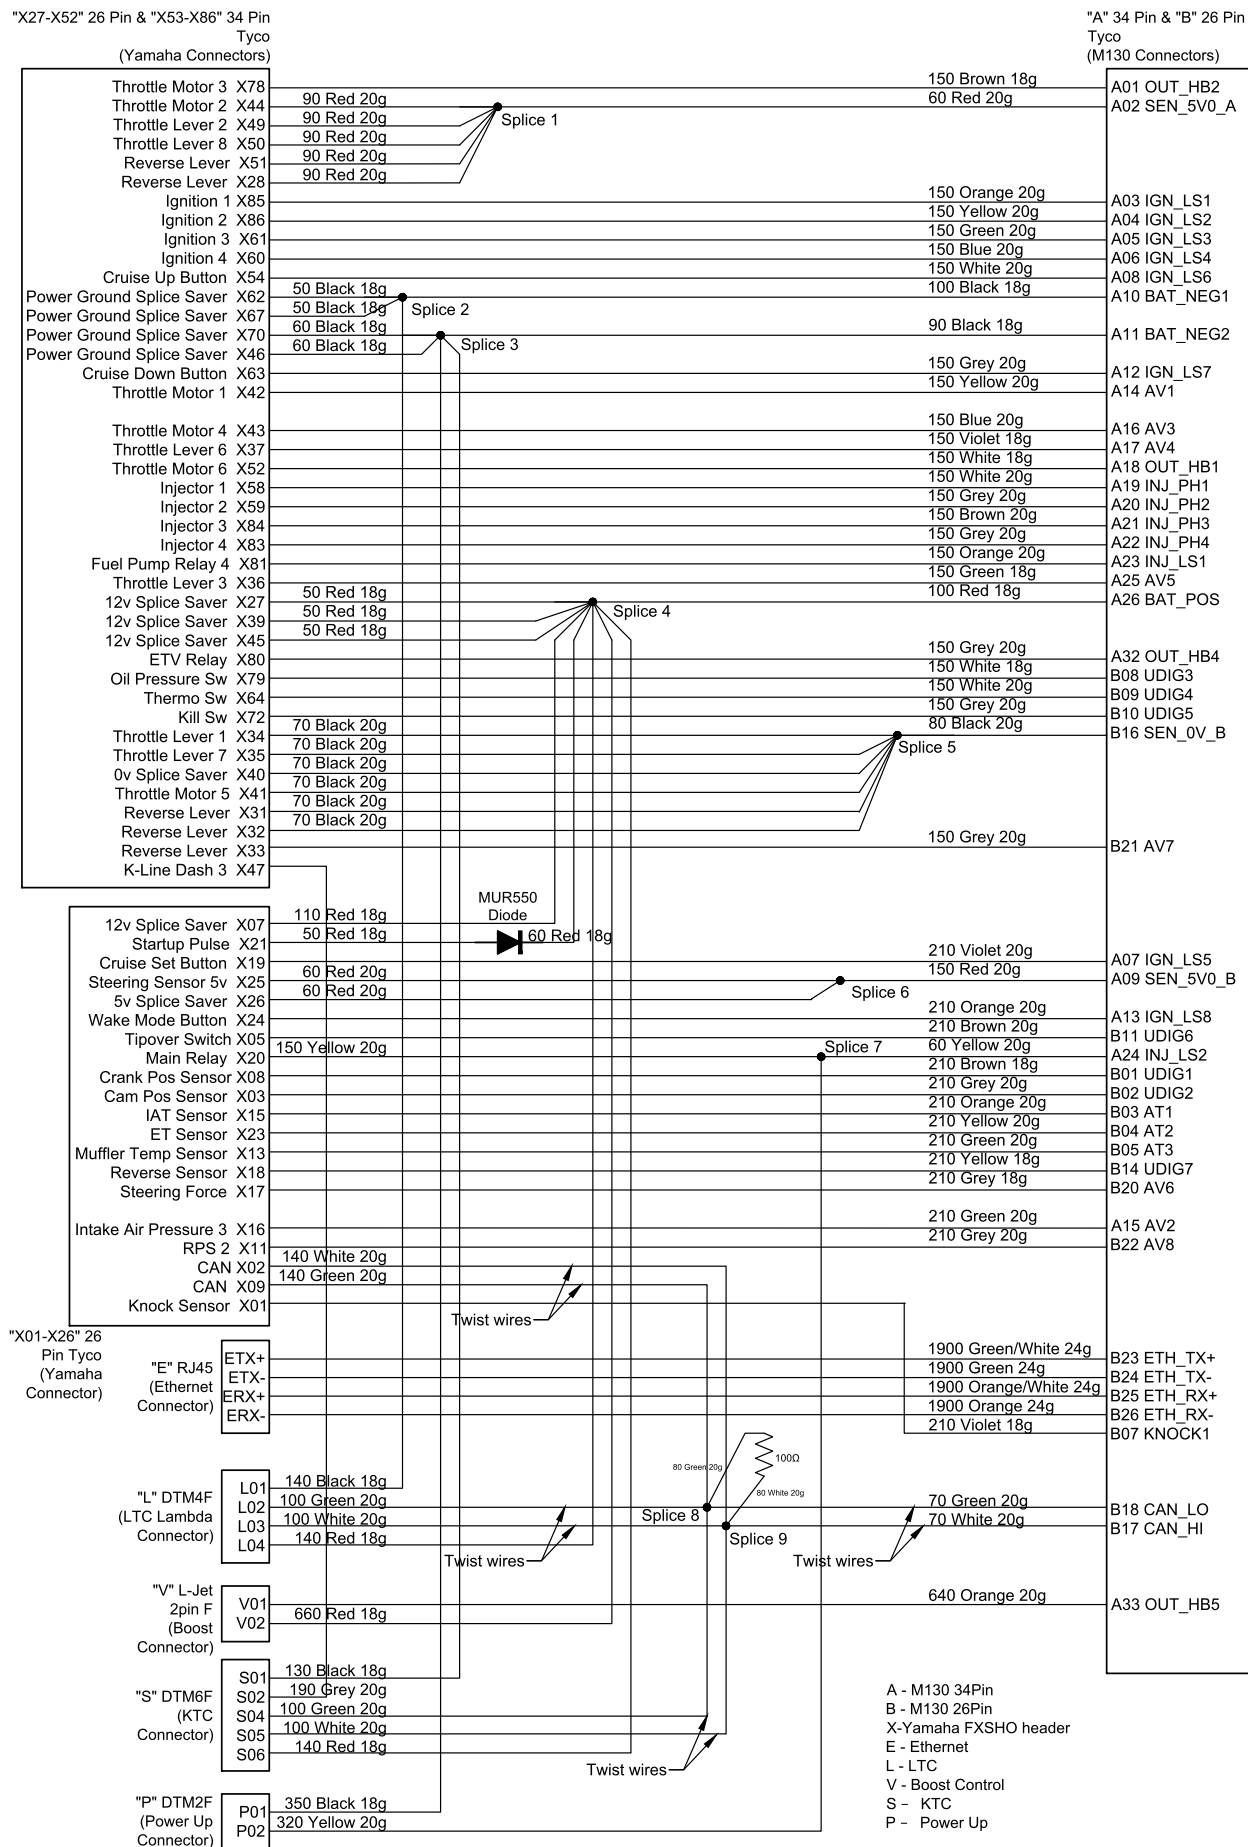 "X27-X52" 26 Pin & "X53-X86" 34 Pin
Tyco
(Yamaha Connectors)
"A" 34 Pin & "B" 26 Pin
Tyco
(M130 Connectors)
Throttle Motor 3 X78 150 Brown 18g A01 OUT_HB2
Throttle Motor 2 X44 90 Red 20g 60 Red 20g A02 SEN_5V0_A
Throttle Lever 2 X49 90 Red 20g Splice 1
Throttle Lever 8 X50 90 Red 20g
Reverse Lever X51 90 Red 20g
Reverse Lever X28 90 Red 20g
Ignition 1 X85 150 Orange 20g A03 IGN_LS1
Ignition 2 X86 150 Yellow 20g A04 IGN_LS2
Ignition 3 X61 150 Green 20g A05 IGN_LS3
Ignition 4 X60 150 Blue 20g A06 IGN_LS4
Cruise Up Button X54 150 White 20g A08 IGN_LS6
Power Ground Splice Saver X62 50 Black 18g Splice 2 100 Black 18g A10 BAT_NEG1
Power Ground Splice Saver X67 50 Black 18g
Power Ground Splice Saver X70 60 Black 18g Splice 3 90 Black 18g A11 BAT_NEG2
Power Ground Splice Saver X46 60 Black 18g
Cruise Down Button X63 150 Grey 20g A12 IGN_LS7
Throttle Motor 1 X42 150 Yellow 20g A14 AV1
Throttle Motor 4 X43 150 Blue 20g A16 AV3
Throttle Lever 6 X37 150 Violet 18g A17 AV4
Throttle Motor 6 X52 150 White 18g A18 OUT_HB1
Injector 1 X58 150 White 20g A19 INJ_PH1
Injector 2 X59 150 Grey 20g A20 INJ_PH2
Injector 3 X84 150 Brown 20g A21 INJ_PH3
Injector 4 X83 150 Grey 20g A22 INJ_PH4
Fuel Pump Relay 4 X81 150 Orange 20g A23 INJ_LS1
Throttle Lever 3 X36 150 Green 18g A25 AV5
12v Splice Saver X27 50 Red 18g Splice 4 100 Red 18g A26 BAT_POS
12v Splice Saver X39 50 Red 18g
12v Splice Saver X45 50 Red 18g
ETV Relay X80 150 Grey 20g A32 OUT_HB4
Oil Pressure Sw X79 150 White 18g B08 UDIG3
Thermo Sw X64 150 White 20g B09 UDIG4
Kill Sw X72 150 Grey 20g B10 UDIG5
Throttle Lever 1 X34 70 Black 20g 80 Black 20g B16 SEN_0V_B
Throttle Lever 7 X35 70 Black 20g Splice 5
0v Splice Saver X40 70 Black 20g
Throttle Motor 5 X41 70 Black 20g
Reverse Lever X31 70 Black 20g
Reverse Lever X32 70 Black 20g
Reverse Lever X33 150 Grey 20g B21 AV7
K-Line Dash 3 X47
MUR550
Diode
12v Splice Saver X07 110 Red 18g
Startup Pulse X21 50 Red 18g 60 Red 18g
Cruise Set Button X19 210 Violet 20g A07 IGN_LS5
Steering Sensor 5v X25 60 Red 20g 150 Red 20g A09 SEN_5V0_B
5v Splice Saver X26 60 Red 20g Splice 6
Wake Mode Button X24 210 Orange 20g A13 IGN_LS8
Tipover Switch X05 210 Brown 20g B11 UDIG6
Main Relay X20 150 Yellow 20g Splice 7 60 Yellow 20g A24 INJ_LS2
Crank Pos Sensor X08 210 Brown 18g B01 UDIG1
Cam Pos Sensor X03 210 Grey 20g B02 UDIG2
IAT Sensor X15 210 Orange 20g B03 AT1
ET Sensor X23 210 Yellow 20g B04 AT2
Muffler Temp Sensor X13 210 Green 20g B05 AT3
Reverse Sensor X18 210 Yellow 18g B14 UDIG7
Steering Force X17 210 Grey 18g B20 AV6
Intake Air Pressure 3 X16 210 Green 20g A15 AV2
RPS 2 X11 210 Grey 20g B22 AV8
CAN X02 140 White 20g
CAN X09 140 Green 20g
Knock Sensor X01
Twist wires
"X01-X26" 26
Pin Tyco
(Yamaha
Connector)
"E" RJ45
(Ethernet
Connector)
ETX+ 1900 Green/White 24g B23 ETH_TX+
ETX- 1900 Green 24g B24 ETH_TX-
ERX+ 1900 Orange/White 24g B25 ETH_RX+
ERX- 1900 Orange 24g B26 ETH_RX-
210 Violet 18g B07 KNOCK1
100Ω
80 Green 20g
80 White 20g
"L" DTM4F
(LTC Lambda
Connector)
L01 140 Black 18g
L02 100 Green 20g Splice 8 70 Green 20g B18 CAN_LO
L03 100 White 20g Splice 9 70 White 20g B17 CAN_HI
L04 140 Red 18g
Twist wires
Twist wires
"V" L-Jet
2pin F
(Boost
Connector)
V01 640 Orange 20g A33 OUT_HB5
V02 660 Red 18g
"S" DTM6F
(KTC
Connector)
S01 130 Black 18g
S02 190 Grey 20g
S04 100 Green 20g
S05 100 White 20g
S06 140 Red 18g
Twist wires
"P" DTM2F
(Power Up
Connector)
P01 350 Black 18g
P02 320 Yellow 20g
A - M130 34Pin
B - M130 26Pin
X-Yamaha FXSHO header
E - Ethernet
L - LTC
V - Boost Control
S - KTC
P - Power Up